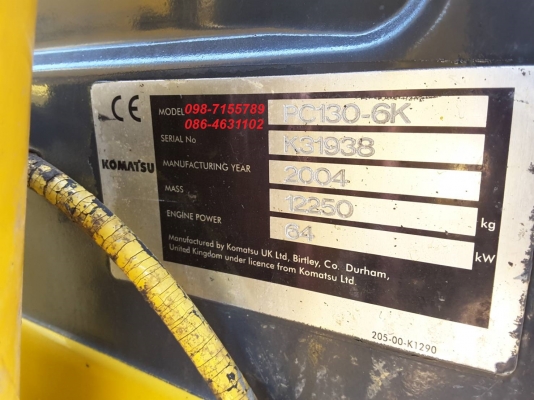 CE
MODEL 098-7155789 PC130-6K
086-4631102
SERIAL No K31938
KOMATSU
MANUFACTURING YEAR 2004
MASS 12250 kg
ENGINE POWER 64 kW
Manufactured by Komatsu UK Ltd, Birtley, Co. Durham,
United Kingdom under licence from Komatsu Ltd.
205-00-K1290